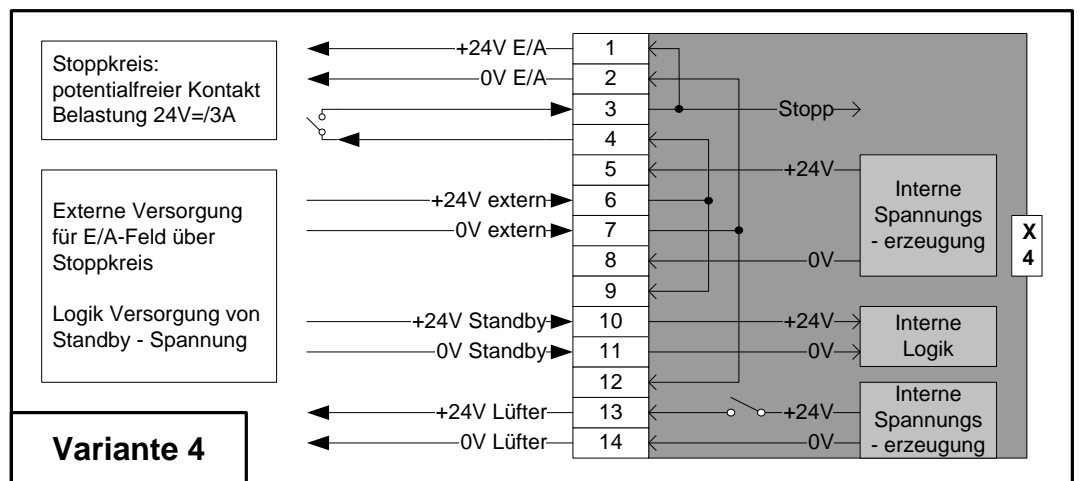 Stoppkreis:
potentialfreier Kontakt
Belastung 24V=/3A
Externe Versorgung
für E/A-Feld über
Stoppkreis
Logik Versorgung von
Standby - Spannung
Variante 4
+24V E/A
0V E/A
+24V extern
0V extern
+24V Standby
0V Standby
+24V Lüfter
0V Lüfter
1
2
3
4
5
6
7
8
9
10
11
12
13
14
Stopp
+24V
0V
+24V
0V
+24V
0V
Interne
Spannungs
- erzeugung
Interne
Logik
Interne
Spannungs
- erzeugung
X
4